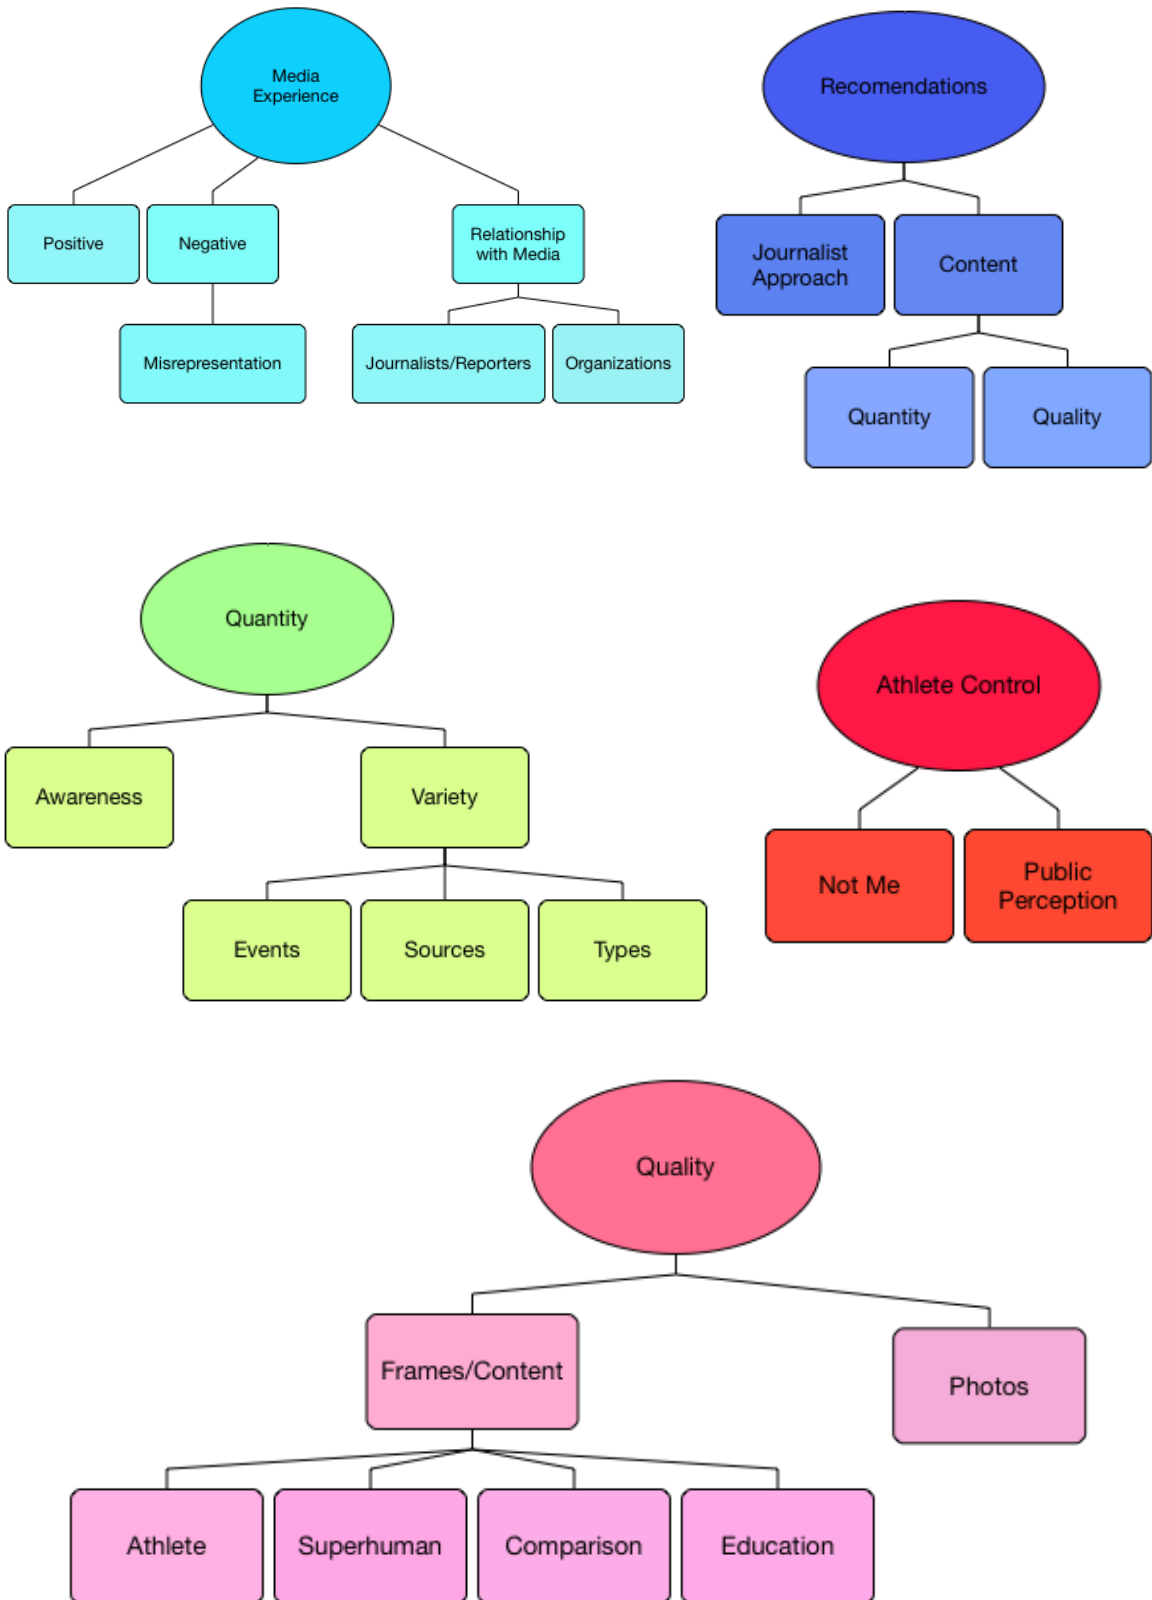 Media
Experience
Positive
Negative
Relationship
with Media
Misrepresentation
Journalists/Reporters
Organizations
Recomendations
Journalist
Approach
Content
Quantity
Quality
Quantity
Awareness
Variety
Events
Sources
Types
Athlete Control
Not Me
Public
Perception
Quality
Frames/Content
Photos
Athlete
Superhuman
Comparison
Education